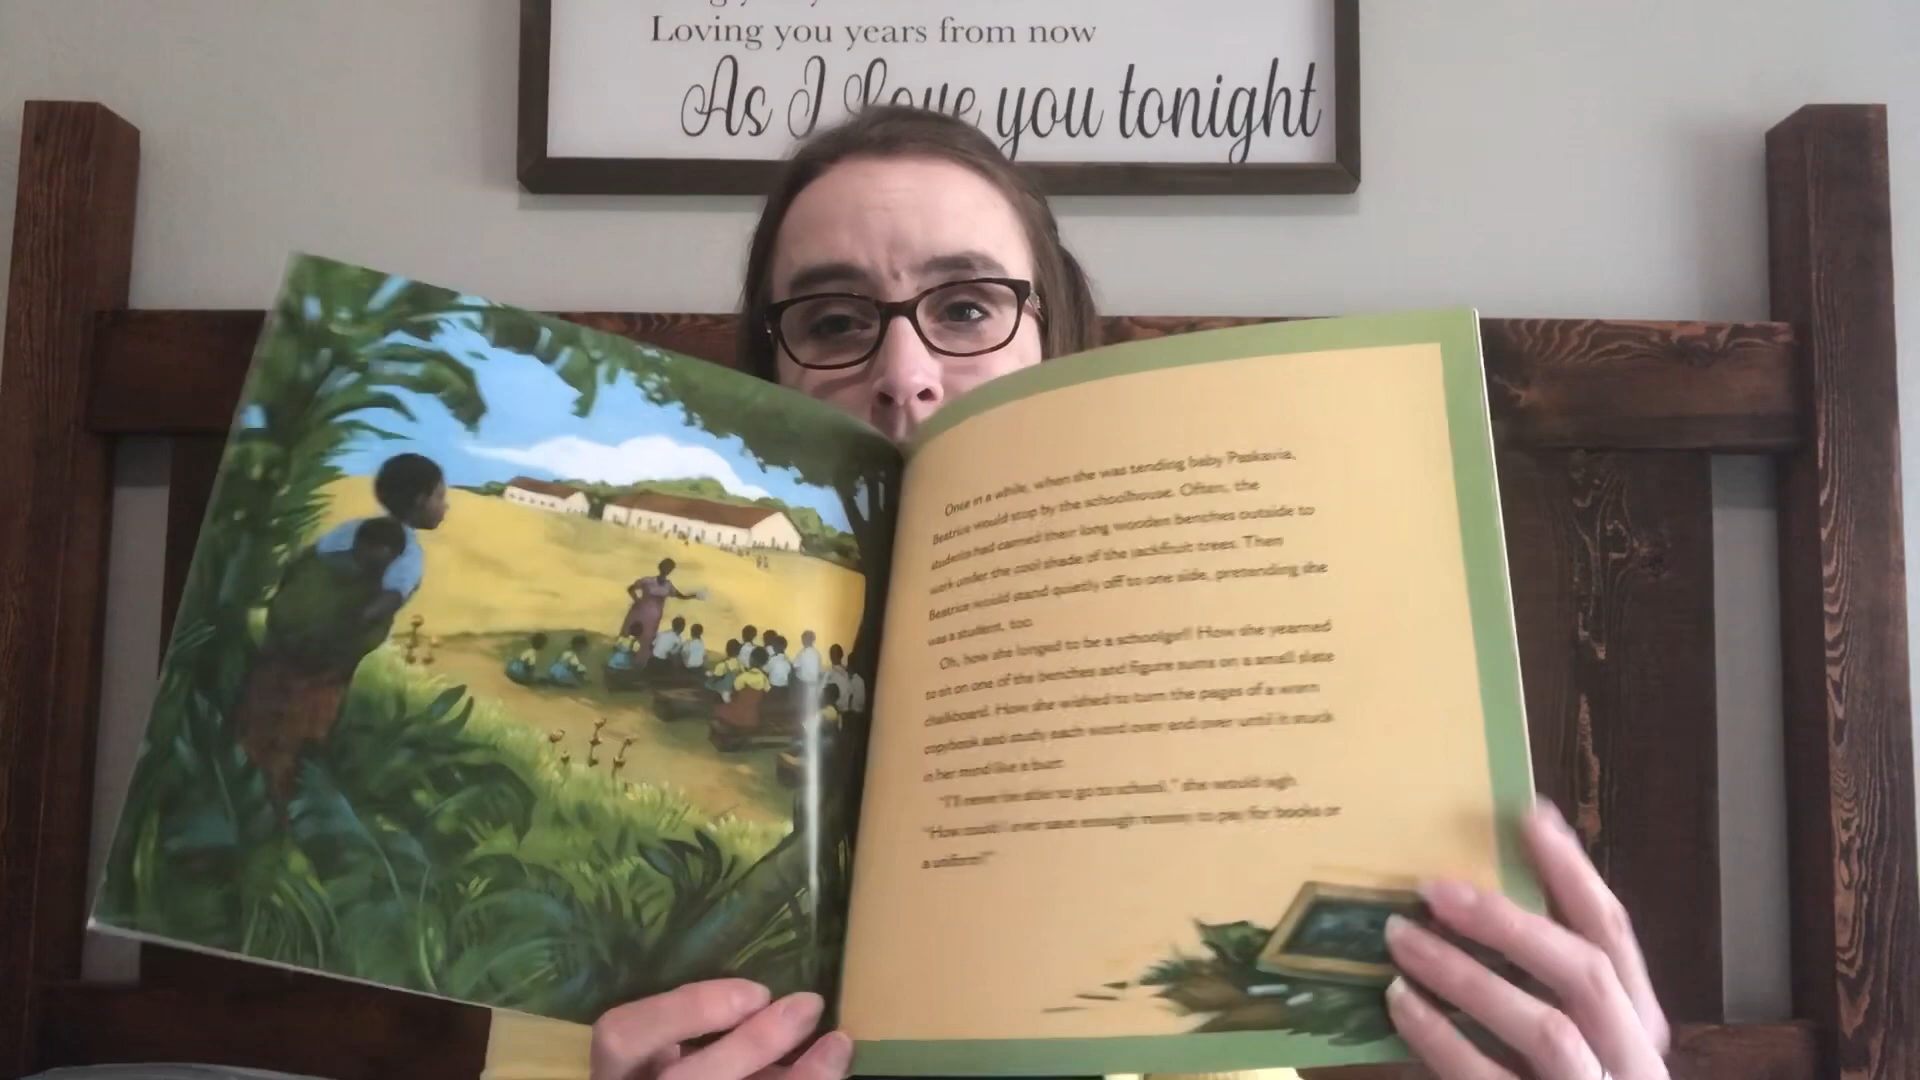 Loving you years from now
As I Love you tonight
Once in a while, when she was tending baby Paskavia,
Beatrice would stop by the schoolhouse. Often, the
students had carried their long wooden benches outside to
work under the cool shade of the jackfruit trees. Then
Beatrice would stand quietly off to one side, pretending she
was a student, too.
Oh, how she longed to be a schoolgirl! How she yearned
to sit on one of the benches and figure sums on a small slate
chalkboard. How she wished to turn the pages of a worn
copybook and study each word over and over until it stuck
in her mind like a burr.
"I'll never be able to go to school," she would sigh.
"How could I ever save enough money to pay for books or
a uniform?"